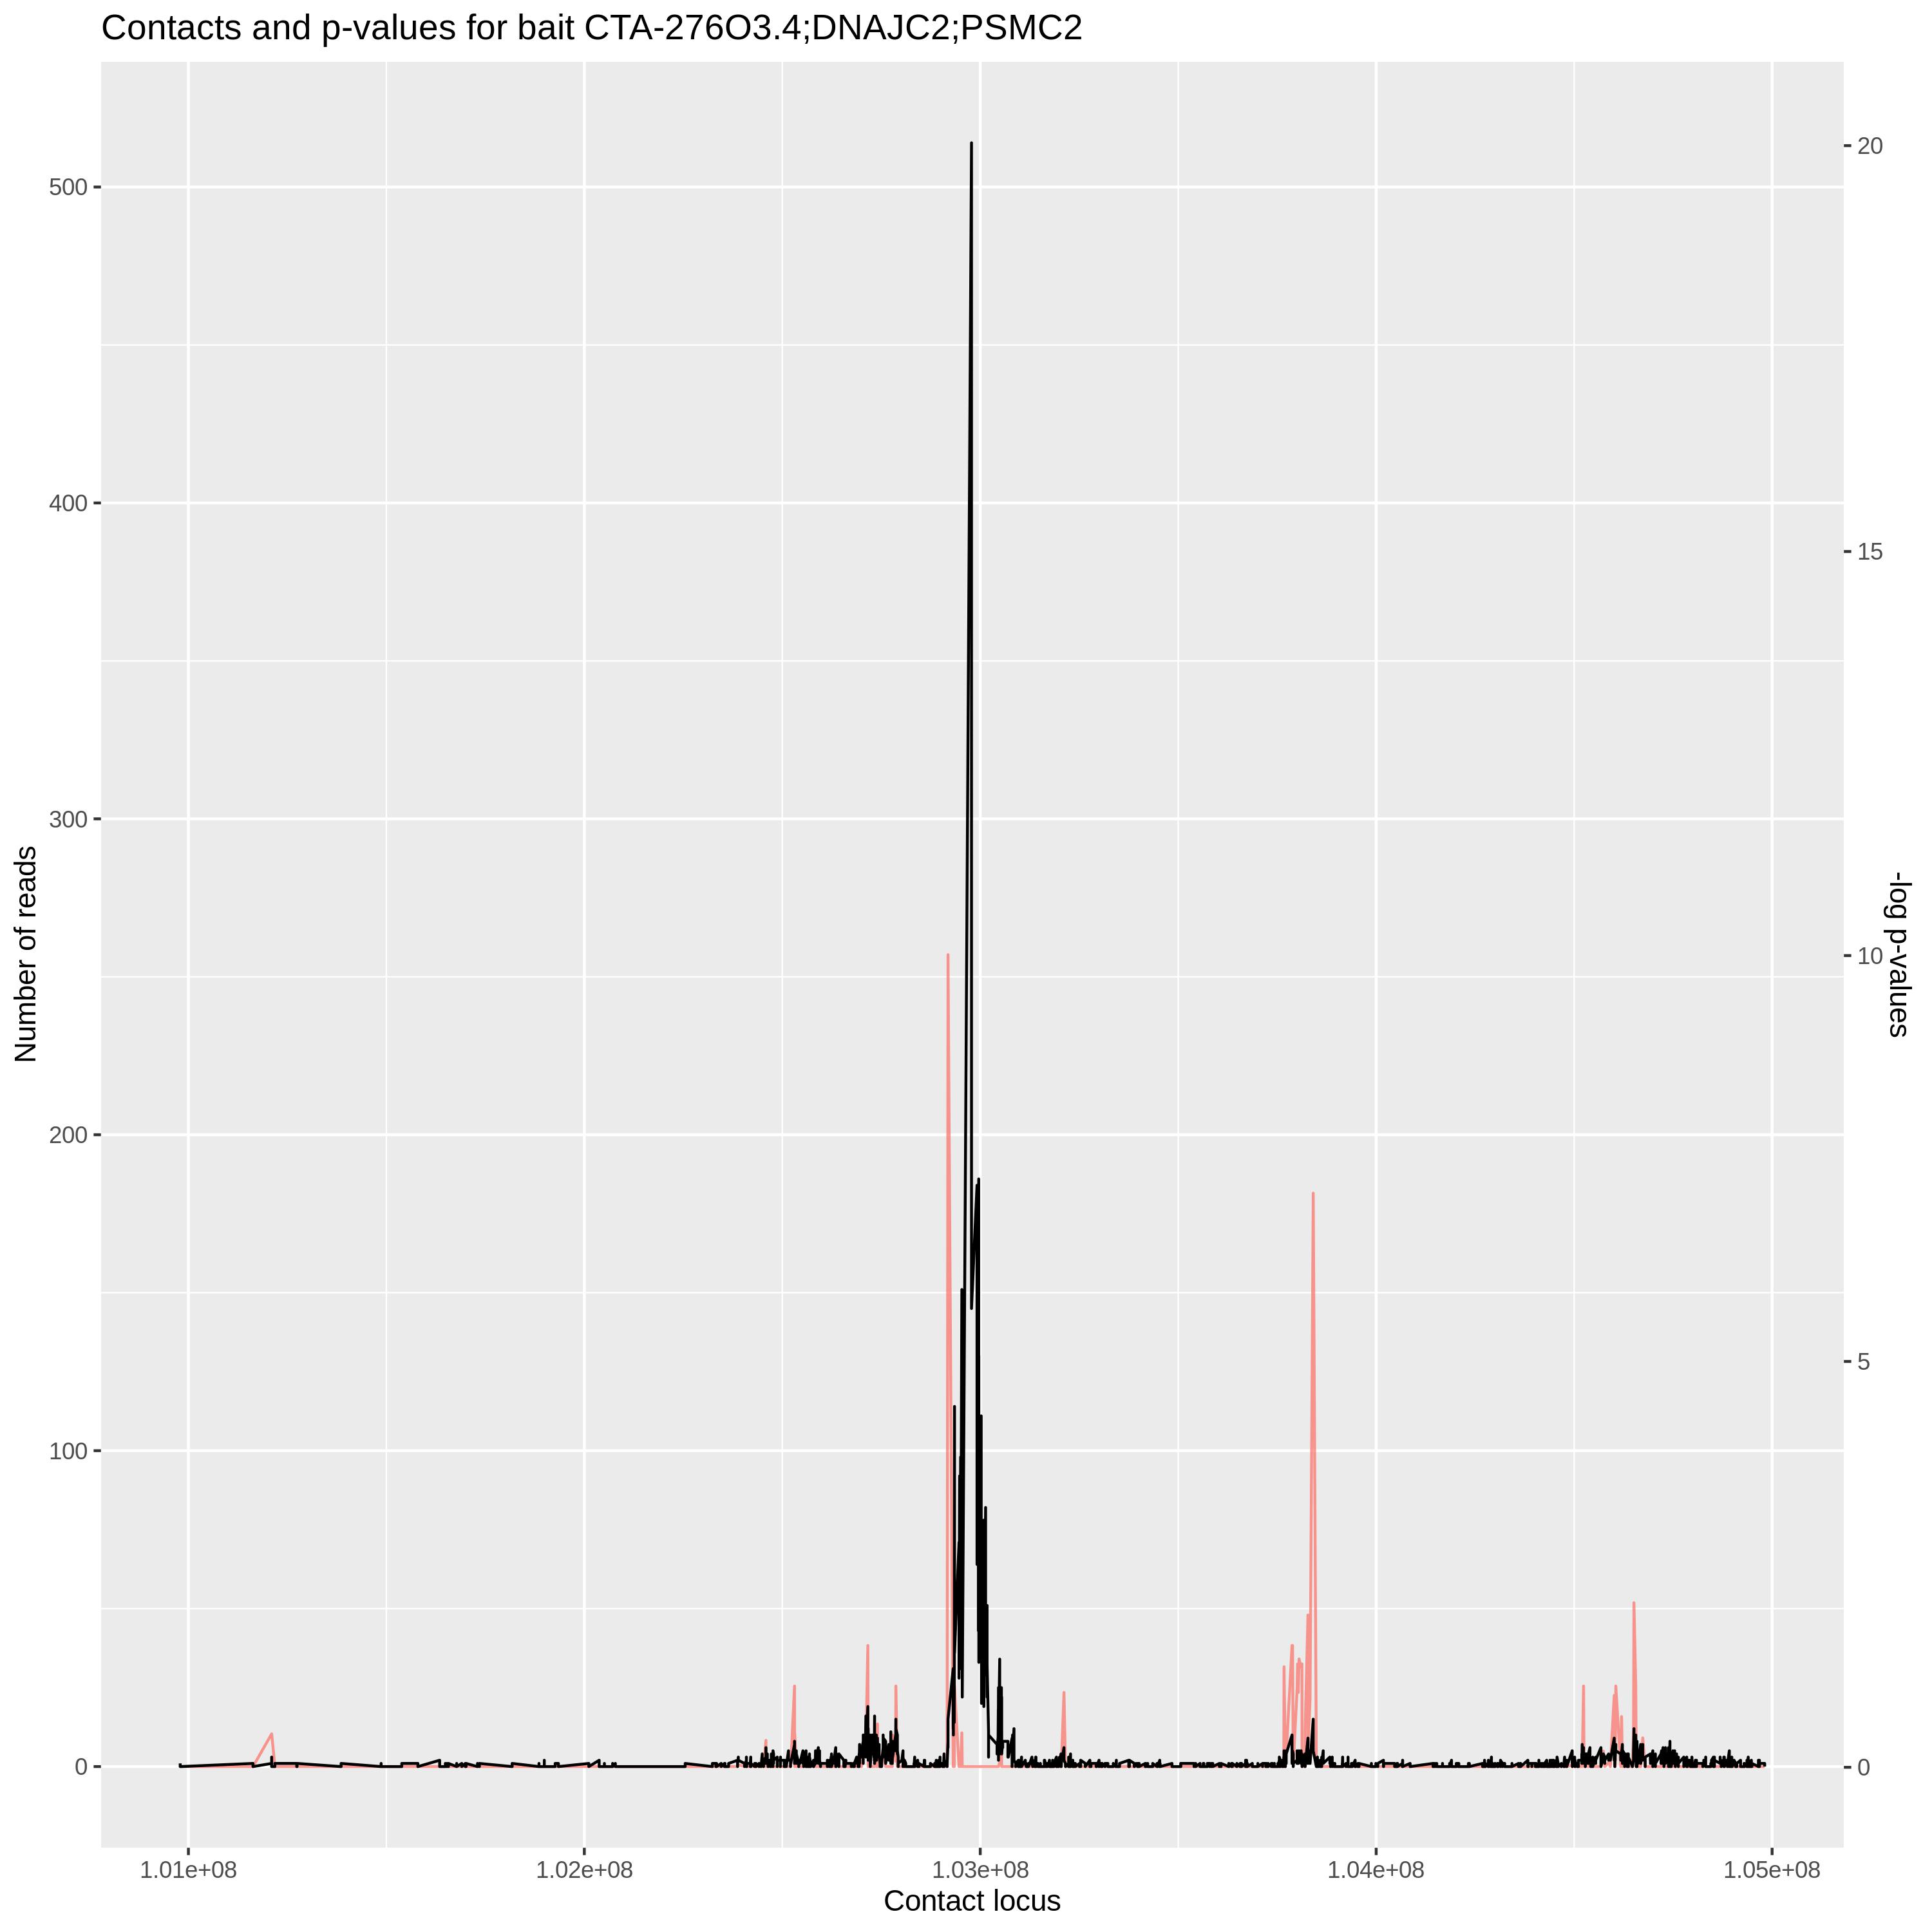 Contacts and p-values for bait CTA-276O3.4;DNAJC2;PSMC2
500
400
300
200
100
0
Number of reads
20
15
10
5
0
-log p-values
1.01e+08
1.02e+08
1.03e+08
1.04e+08
1.05e+08
Contact locus